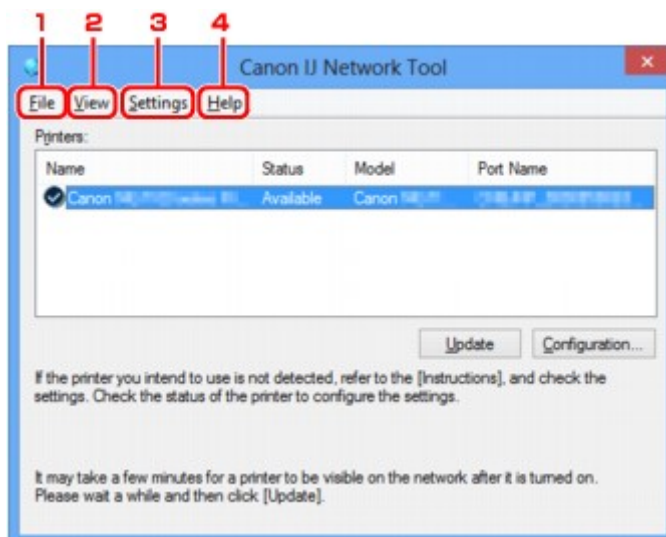 1 2 3 4
Canon IJ Network Tool
File View Settings Help
Printers:
Name Status Model Port Name
Canon Available Canon
Update Configuration...
If the printer you intend to use is not detected, refer to the [Instructions], and check the
settings. Check the status of the printer to configure the settings.
It may take a few minutes for a printer to be visible on the network after it is turned on.
Please wait a while and then click [Update].